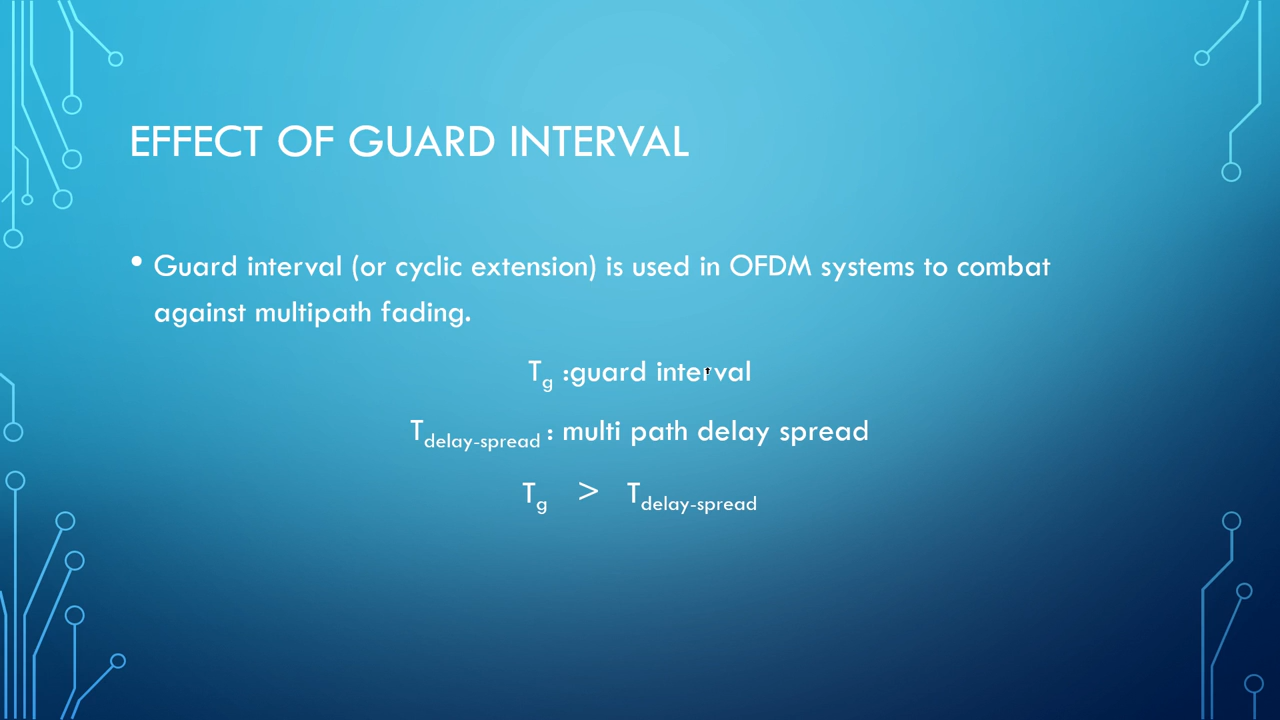 EFFECT OF GUARD INTERVAL
• Guard interval (or cyclic extension) is used in OFDM systems to combat
against multipath fading.
Tg :guard interval
Tdelay-spread : multi path delay spread
Tg > Tdelay-spread